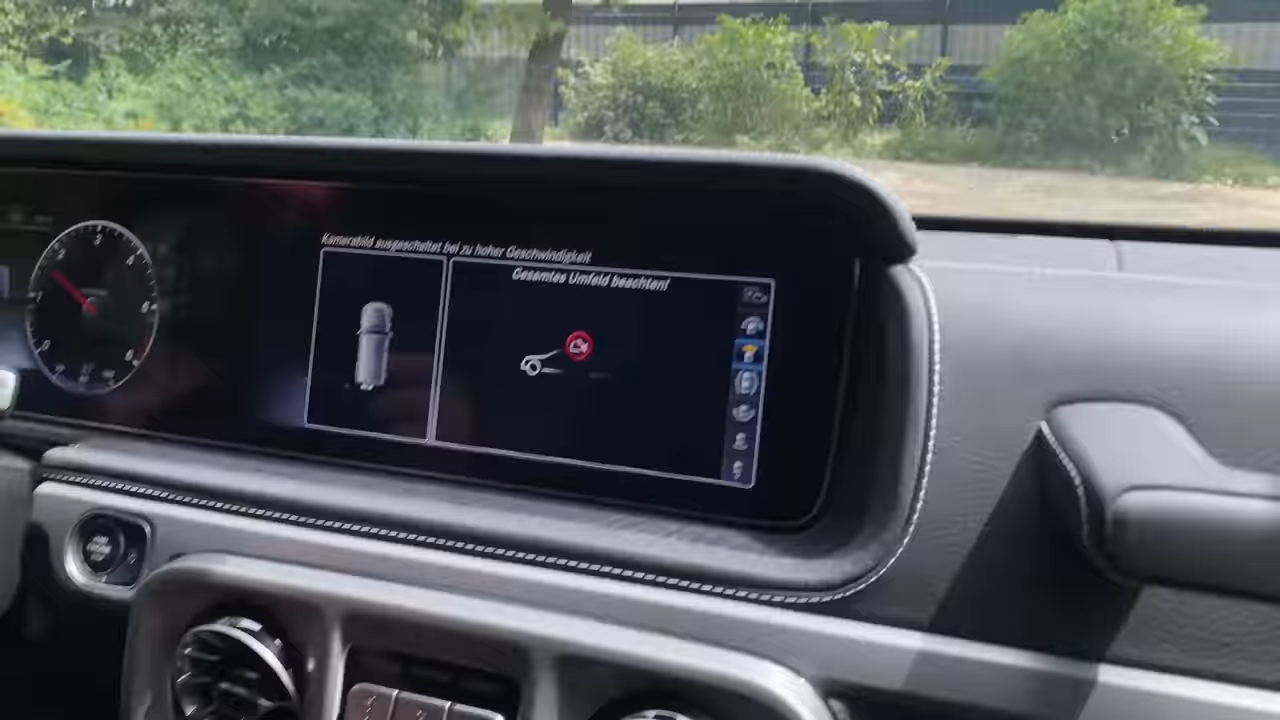 Kamerabild ausgeschaltet bei zu hoher Geschwindigkeit
Gesamtes Umfeld beachten!